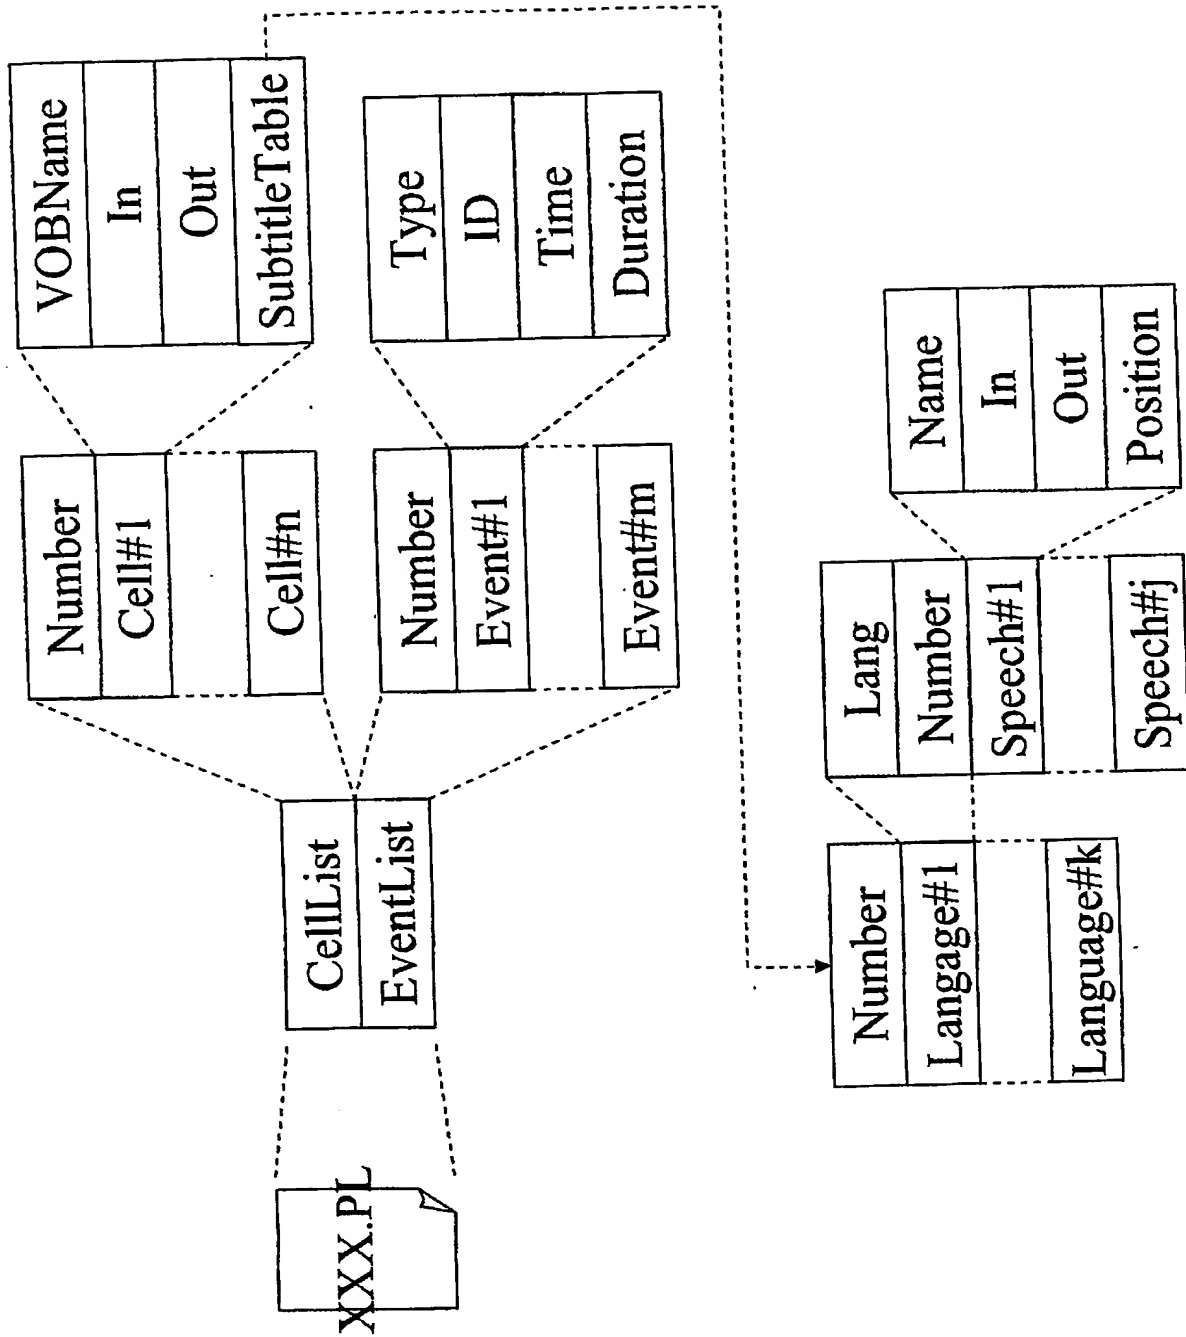 XXX.PL
CellList
EventList
Number
Cell#1
Cell#n
Number
Event#1
Event#m
VOBName
In
Out
SubtitleTable
Type
ID
Time
Duration
Number
Langage#1
Language#k
Lang
Number
Speech#1
Speech#j
Name
In
Out
Position